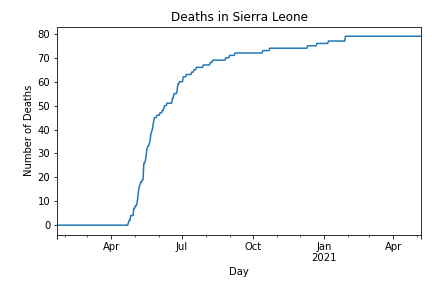 Deaths in Sierra Leone
Number of Deaths
80
70
60
50
40
30
20
10
0
Apr
Jul
Oct
Jan
2021
Apr
Day